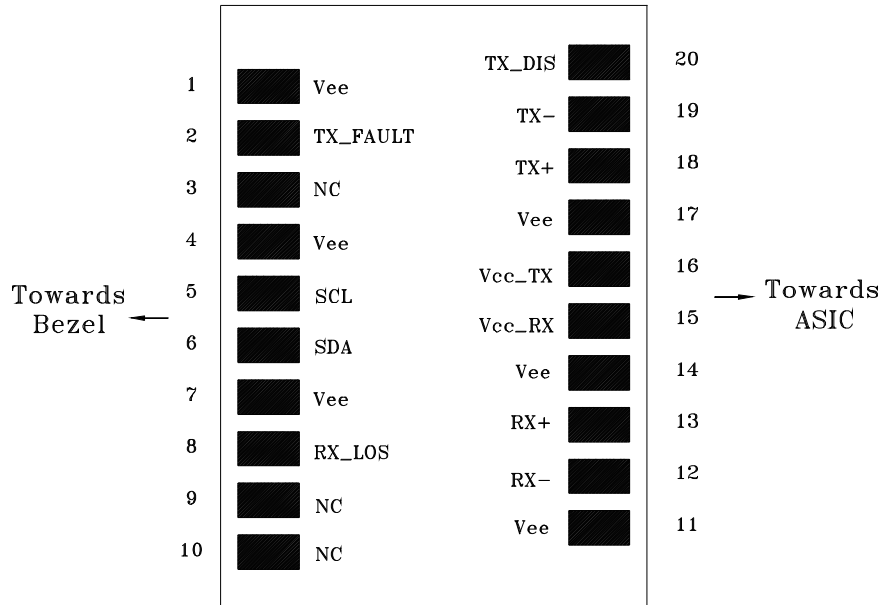 1 Vee
2 TX_FAULT
3 NC
4 Vee
5 SCL
6 SDA
7 Vee
8 RX_LOS
9 NC
10 NC
TX_DIS 20
TX- 19
TX+ 18
Vee 17
Vcc_TX 16
Vcc_RX 15
Vee 14
RX+ 13
RX- 12
Vee 11
Towards
Bezel
Towards
ASIC